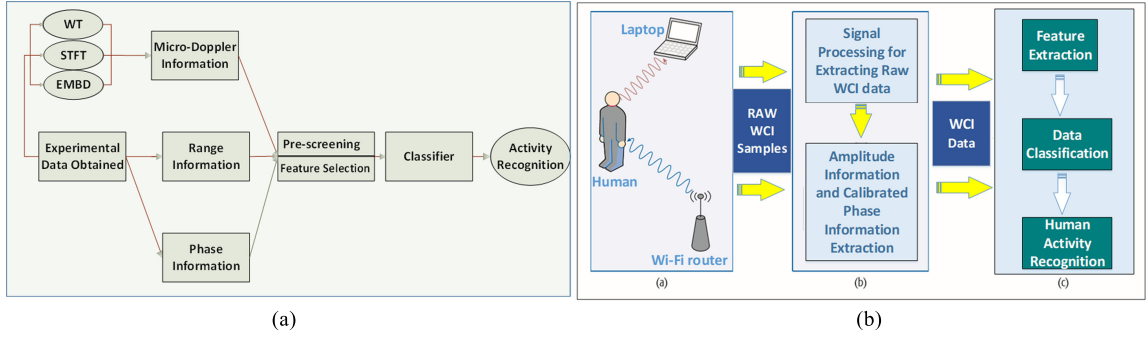 WT
STFT
EMBD
Micro-Doppler
Information
Experimental
Data Obtained
Range
Information
Phase
Information
Pre-screening
Feature Selection
Classifier
Activity
Recognition
(a)
Laptop
Human
Wi-Fi router
(a)
RAW
WCI
Samples
Signal
Processing for
Extracting Raw
WCI data
Amplitude
Information
and Calibrated
Phase
Information
Extraction
(b)
WCI
Data
Feature
Extraction
Data
Classification
Human
Activity
Recognition
(c)
(b)